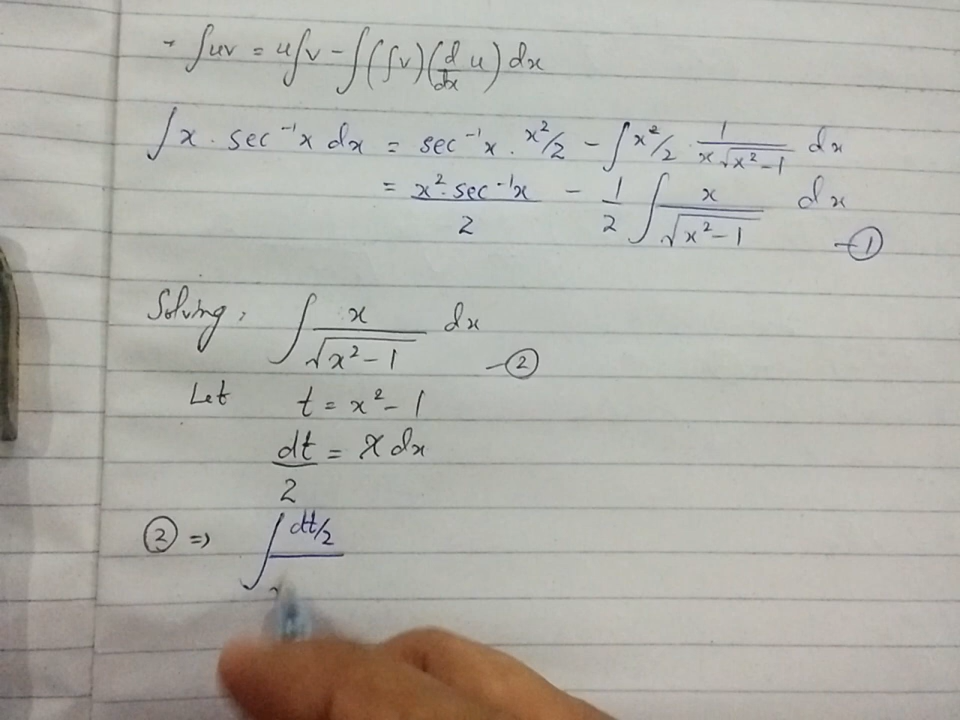 → ∫uv = u∫v − ∫(∫v)(d/dx u) dx
∫x · sec⁻¹x dx = sec⁻¹x · x²/2 − ∫x²/2 · 1/(x√(x²−1)) dx
= x²·sec⁻¹x/2 − 1/2 ∫ x/√(x²−1) dx —①
Solving, ∫ x/√(x²−1) dx —②
Let t = x²−1
dt/2 = x dx
② ⇒ ∫ dt/2